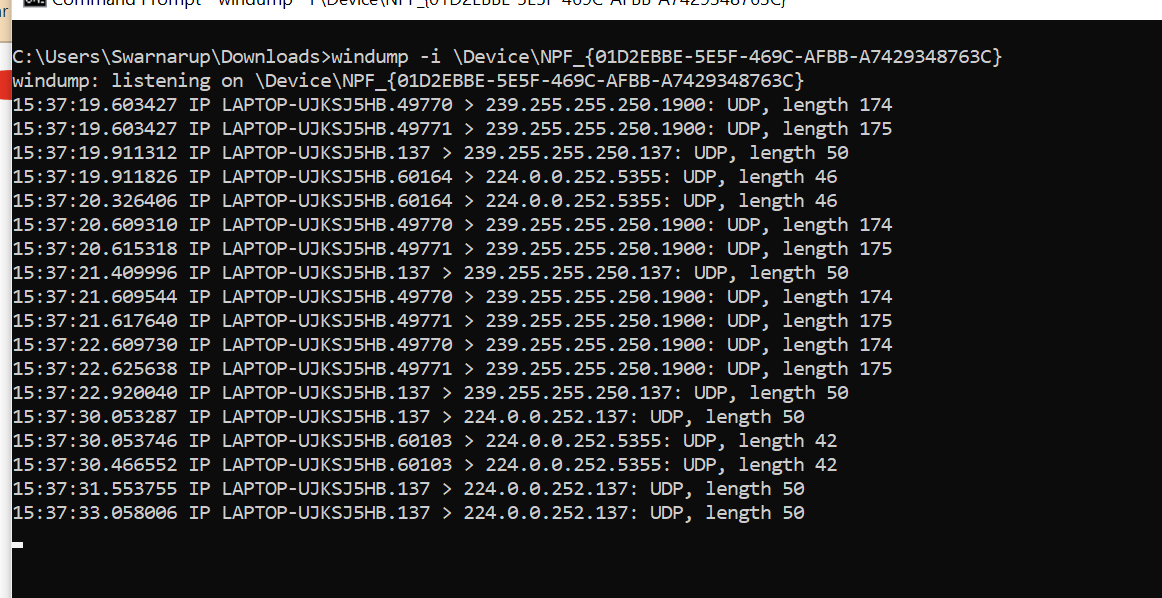 C:\Users\Swarnarup\Downloads>windump -i \Device\NPF_{01D2EBBE-5E5F-469C-AFBB-A7429348763C}
windump: listening on \Device\NPF_{01D2EBBE-5E5F-469C-AFBB-A7429348763C}
15:37:19.603427 IP LAPTOP-UJKSJ5HB.49770 > 239.255.255.250.1900: UDP, length 174
15:37:19.603427 IP LAPTOP-UJKSJ5HB.49771 > 239.255.255.250.1900: UDP, length 175
15:37:19.911312 IP LAPTOP-UJKSJ5HB.137 > 239.255.255.250.137: UDP, length 50
15:37:19.911826 IP LAPTOP-UJKSJ5HB.60164 > 224.0.0.252.5355: UDP, length 46
15:37:20.326406 IP LAPTOP-UJKSJ5HB.60164 > 224.0.0.252.5355: UDP, length 46
15:37:20.609310 IP LAPTOP-UJKSJ5HB.49770 > 239.255.255.250.1900: UDP, length 174
15:37:20.615318 IP LAPTOP-UJKSJ5HB.49771 > 239.255.255.250.1900: UDP, length 175
15:37:21.409996 IP LAPTOP-UJKSJ5HB.137 > 239.255.255.250.137: UDP, length 50
15:37:21.609544 IP LAPTOP-UJKSJ5HB.49770 > 239.255.255.250.1900: UDP, length 174
15:37:21.617640 IP LAPTOP-UJKSJ5HB.49771 > 239.255.255.250.1900: UDP, length 175
15:37:22.609730 IP LAPTOP-UJKSJ5HB.49770 > 239.255.255.250.1900: UDP, length 174
15:37:22.625638 IP LAPTOP-UJKSJ5HB.49771 > 239.255.255.250.1900: UDP, length 175
15:37:22.920040 IP LAPTOP-UJKSJ5HB.137 > 239.255.255.250.137: UDP, length 50
15:37:30.053287 IP LAPTOP-UJKSJ5HB.137 > 224.0.0.252.137: UDP, length 50
15:37:30.053746 IP LAPTOP-UJKSJ5HB.60103 > 224.0.0.252.5355: UDP, length 42
15:37:30.466552 IP LAPTOP-UJKSJ5HB.60103 > 224.0.0.252.5355: UDP, length 42
15:37:31.553755 IP LAPTOP-UJKSJ5HB.137 > 224.0.0.252.137: UDP, length 50
15:37:33.058006 IP LAPTOP-UJKSJ5HB.137 > 224.0.0.252.137: UDP, length 50